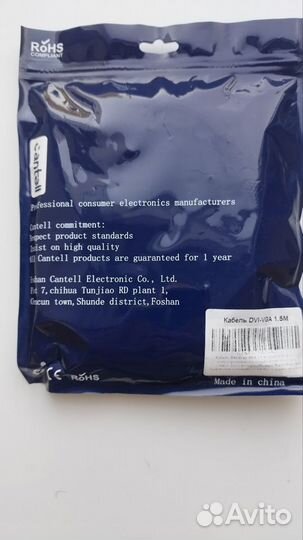 RoHS
COMPLIANT
Cantell
Professional consumer electronics manufacturers
Cantell commitment:
Respect product standards
Insist on high quality
All Cantell products are guaranteed for 1 year
Foshan Cantell Electronic Co., Ltd.
7, chihua Tunjiao RD plant 1,
town, Shunde district, Foshan
Кабель DVI-VGA 1.5M
CE RoHS
Made in china
Avito